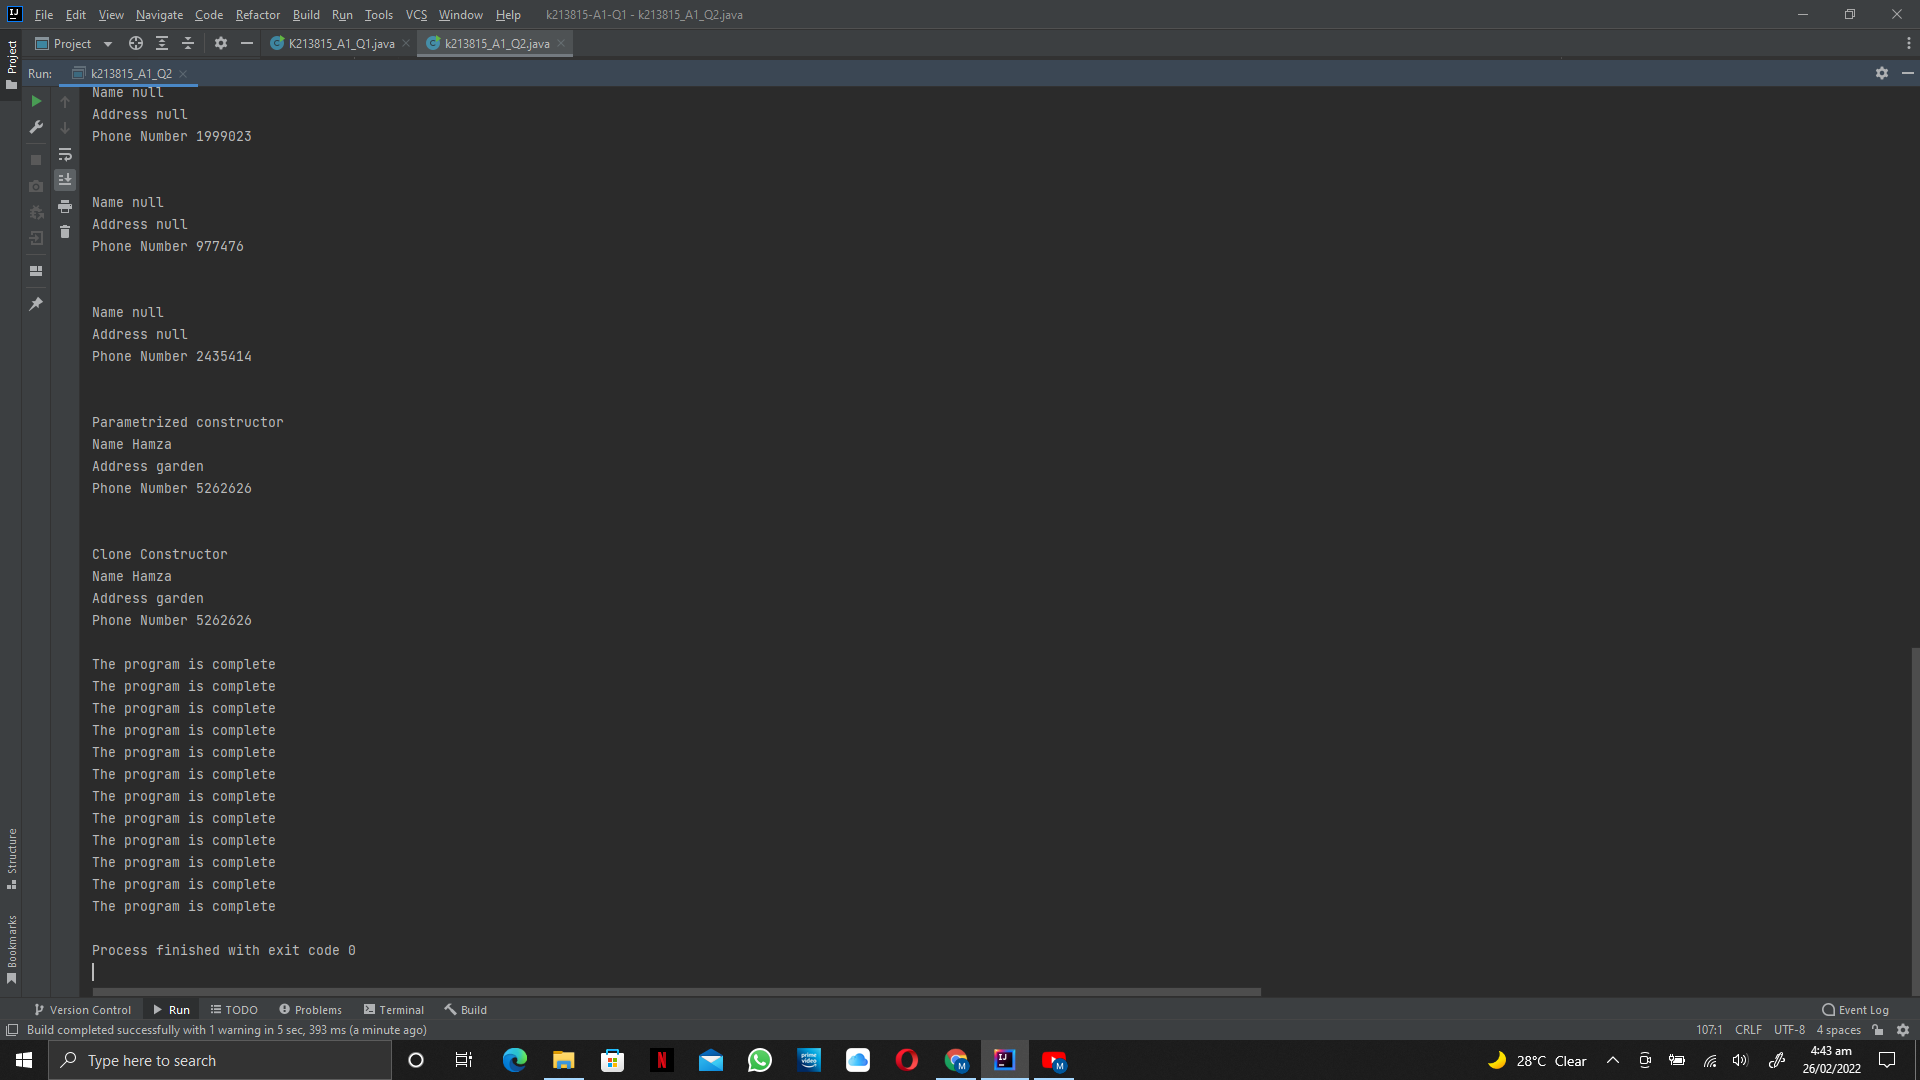 File Edit View Navigate Code Refactor Build Run Tools VCS Window Help k213815-A1-Q1 - k213815_A1_Q2.java
Project K213815_A1_Q1.java k213815_A1_Q2.java
Project
Run: k213815_A1_Q2
Name null
Address null
Phone Number 1999023
Name null
Address null
Phone Number 977476
Name null
Address null
Phone Number 2435414
Parametrized constructor
Name Hamza
Address garden
Phone Number 5262626
Clone Constructor
Name Hamza
Address garden
Phone Number 5262626
The program is complete
The program is complete
The program is complete
The program is complete
The program is complete
The program is complete
The program is complete
The program is complete
The program is complete
The program is complete
The program is complete
The program is complete
Process finished with exit code 0
Structure
Bookmarks
Version Control Run TODO Problems Terminal Build Event Log
Build completed successfully with 1 warning in 5 sec, 393 ms (a minute ago) 107:1 CRLF UTF-8 4 spaces
Type here to search prime video 28°C Clear 4:43 am
26/02/2022